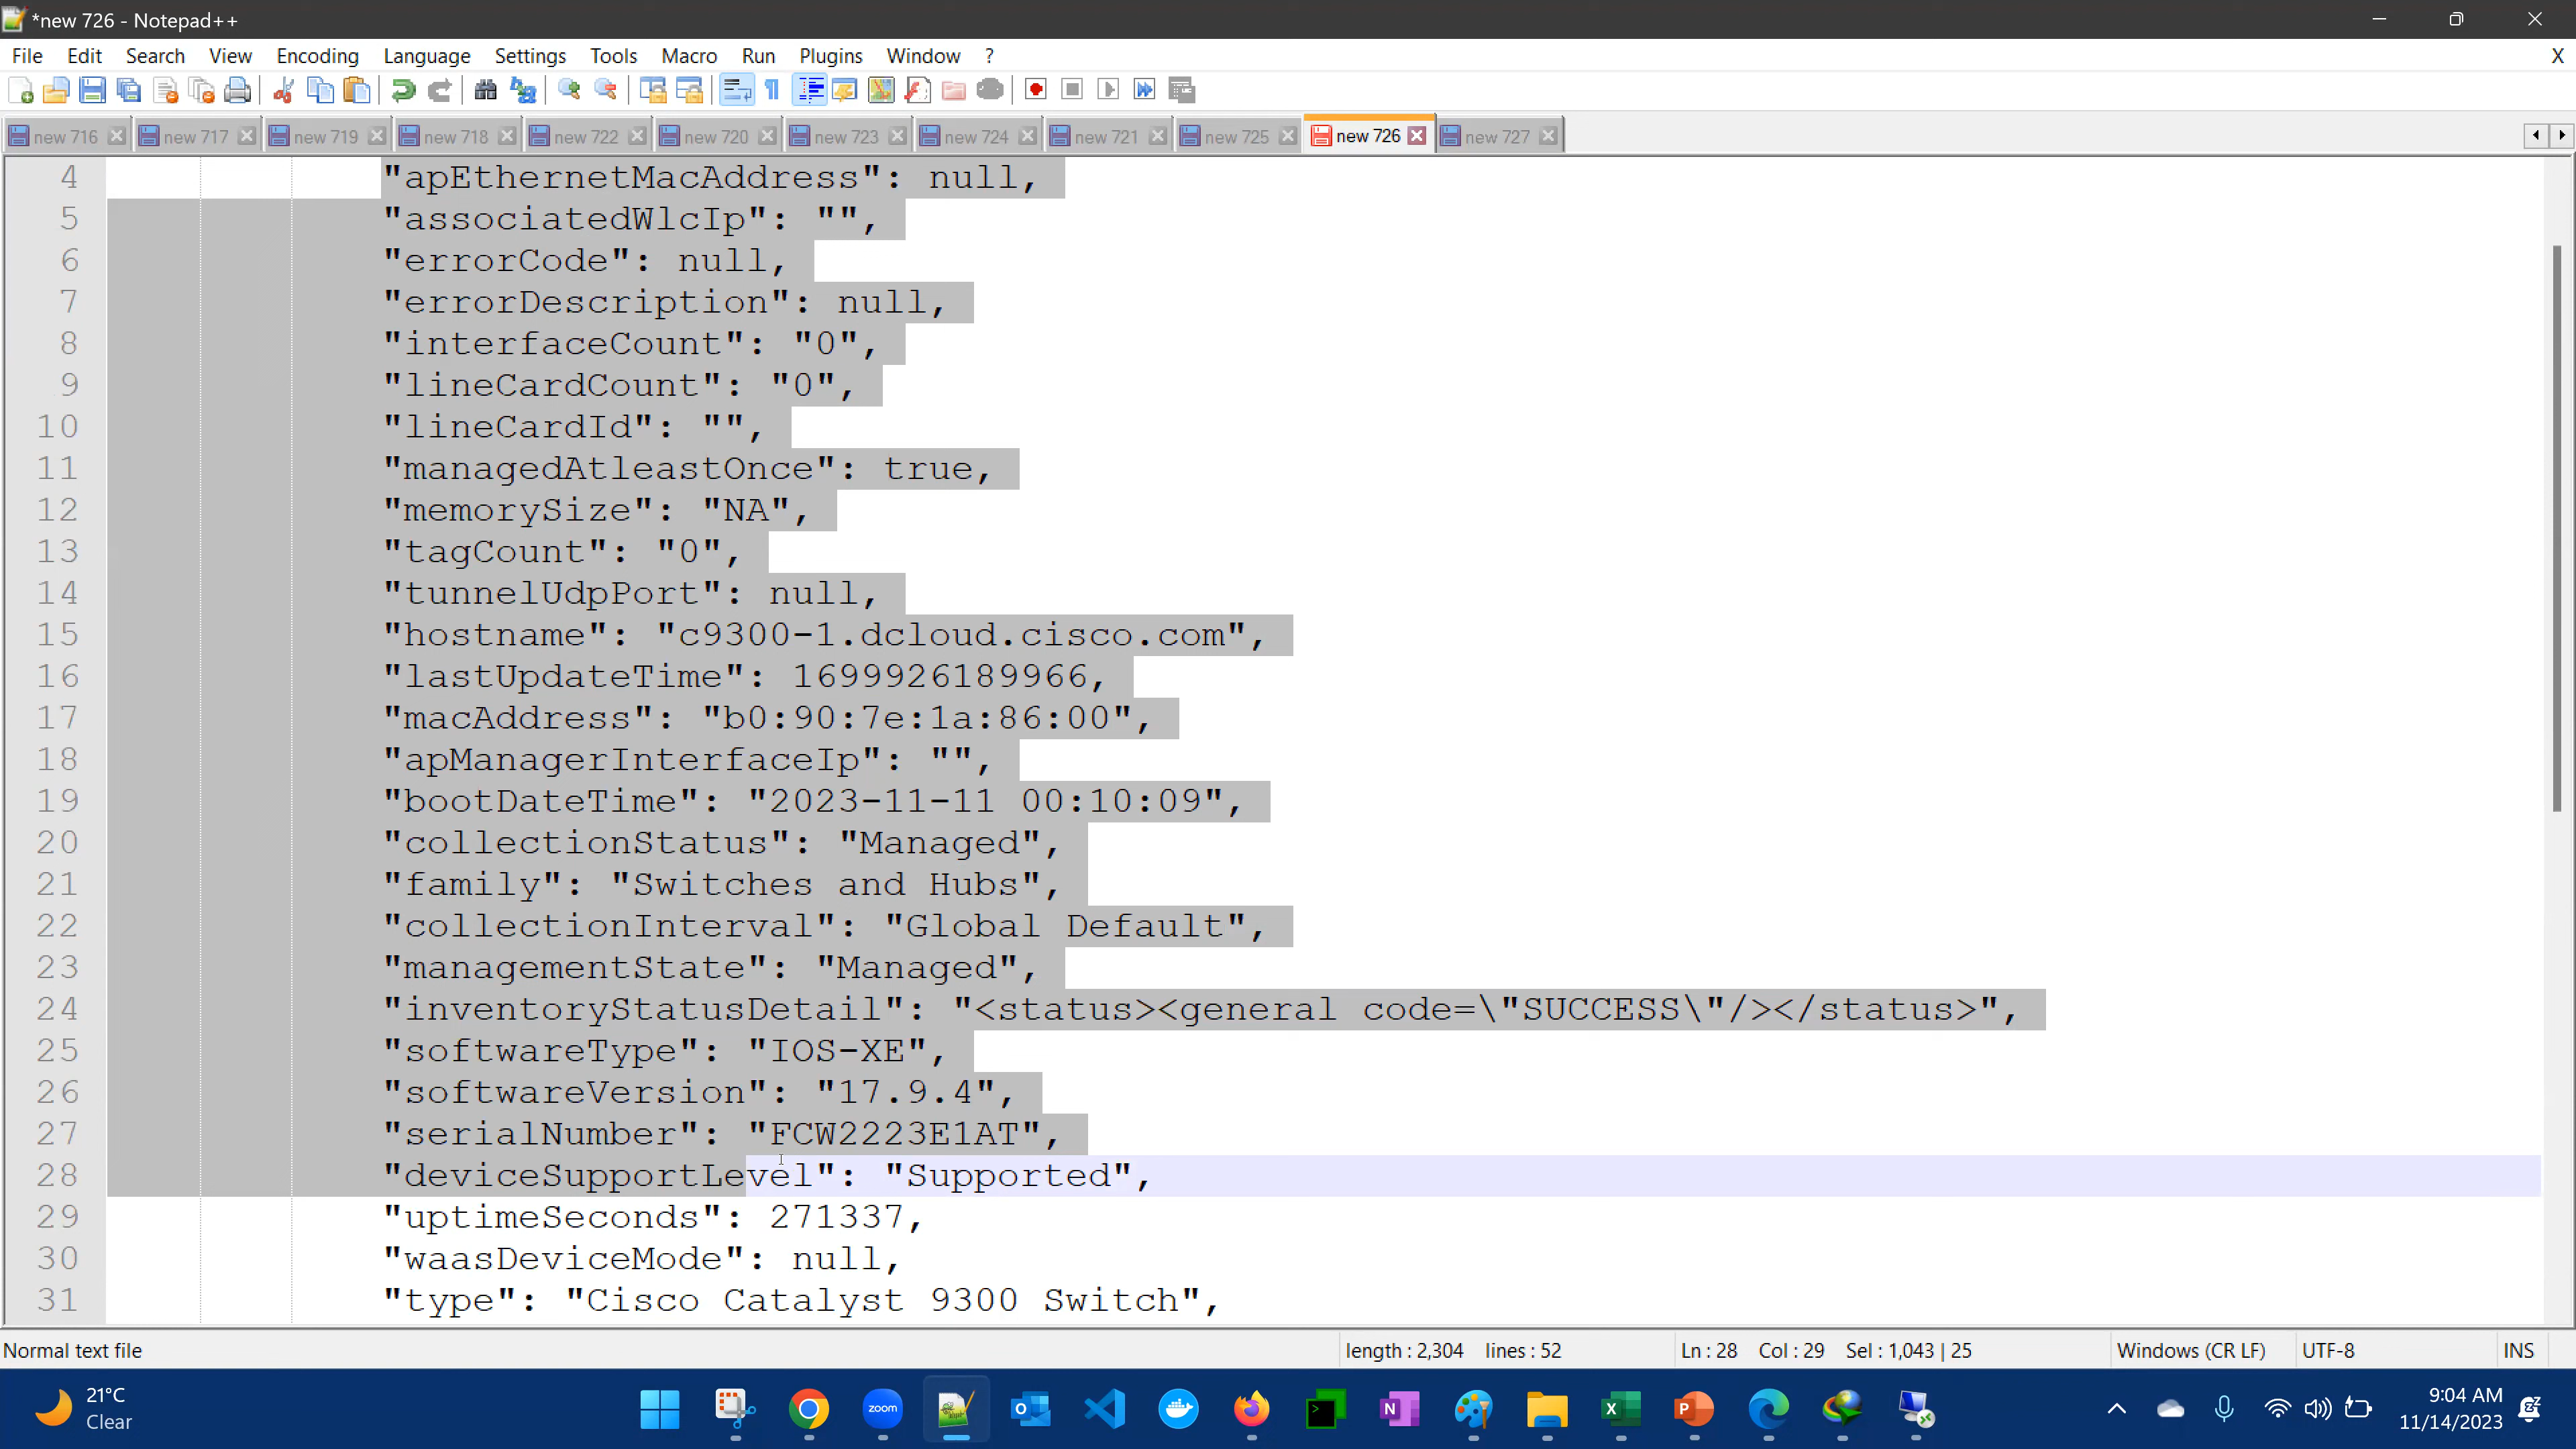 *new 726 - Notepad++
File Edit Search View Encoding Language Settings Tools Macro Run Plugins Window ? X
new 716 new 717 new 719 new 718 new 722 new 720 new 723 new 724 new 721 new 725 new 726 new 727
4 "apEthernetMacAddress": null,
5 "associatedWlcIp": "",
6 "errorCode": null,
7 "errorDescription": null,
8 "interfaceCount": "0",
9 "lineCardCount": "0",
10 "lineCardId": "",
11 "managedAtleastOnce": true,
12 "memorySize": "NA",
13 "tagCount": "0",
14 "tunnelUdpPort": null,
15 "hostname": "c9300-1.dcloud.cisco.com",
16 "lastUpdateTime": 1699926189966,
17 "macAddress": "b0:90:7e:1a:86:00",
18 "apManagerInterfaceIp": "",
19 "bootDateTime": "2023-11-11 00:10:09",
20 "collectionStatus": "Managed",
21 "family": "Switches and Hubs",
22 "collectionInterval": "Global Default",
23 "managementState": "Managed",
24 "inventoryStatusDetail": "<status><general code=\"SUCCESS\"/></status>",
25 "softwareType": "IOS-XE",
26 "softwareVersion": "17.9.4",
27 "serialNumber": "FCW2223E1AT",
28 "deviceSupportLevel": "Supported",
29 "uptimeSeconds": 271337,
30 "waasDeviceMode": null,
31 "type": "Cisco Catalyst 9300 Switch",
Normal text file length : 2,304 lines : 52 Ln : 28 Col : 29 Sel : 1,043 | 25 Windows (CR LF) UTF-8 INS
21°C
Clear
zoom
9:04 AM
11/14/2023